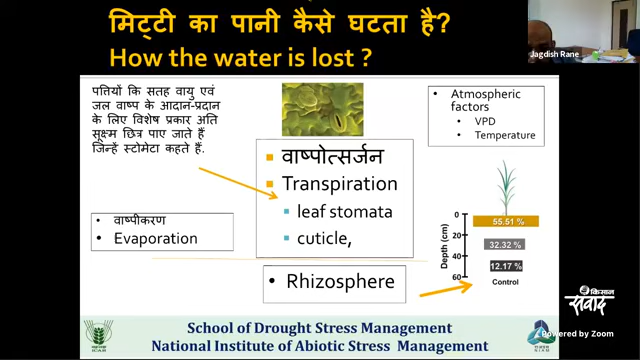 मिट्टी का पानी कैसे घटता है?
How the water is lost ?
Jagdish Rane
पत्तियों कि सतह वायु एवं
जल वाष्प के आदान-प्रदान
के लिए विशेष प्रकार अति
सूक्ष्म छिद्र पाए जाते हैं
जिन्हें स्टोमेटा कहते हैं.
• Atmospheric
factors
• VPD
• Temperature
▪ वाष्पोत्सर्जन
▪ Transpiration
▪ leaf stomata
▪ cuticle,
• वाष्पीकरण
• Evaporation
• Rhizosphere
Depth (cm)
0
20
40
60
55.51 %
32.32 %
12.17 %
Control
किसान
संवाद
Powered by Zoom
School of Drought Stress Management
National Institute of Abiotic Stress Management